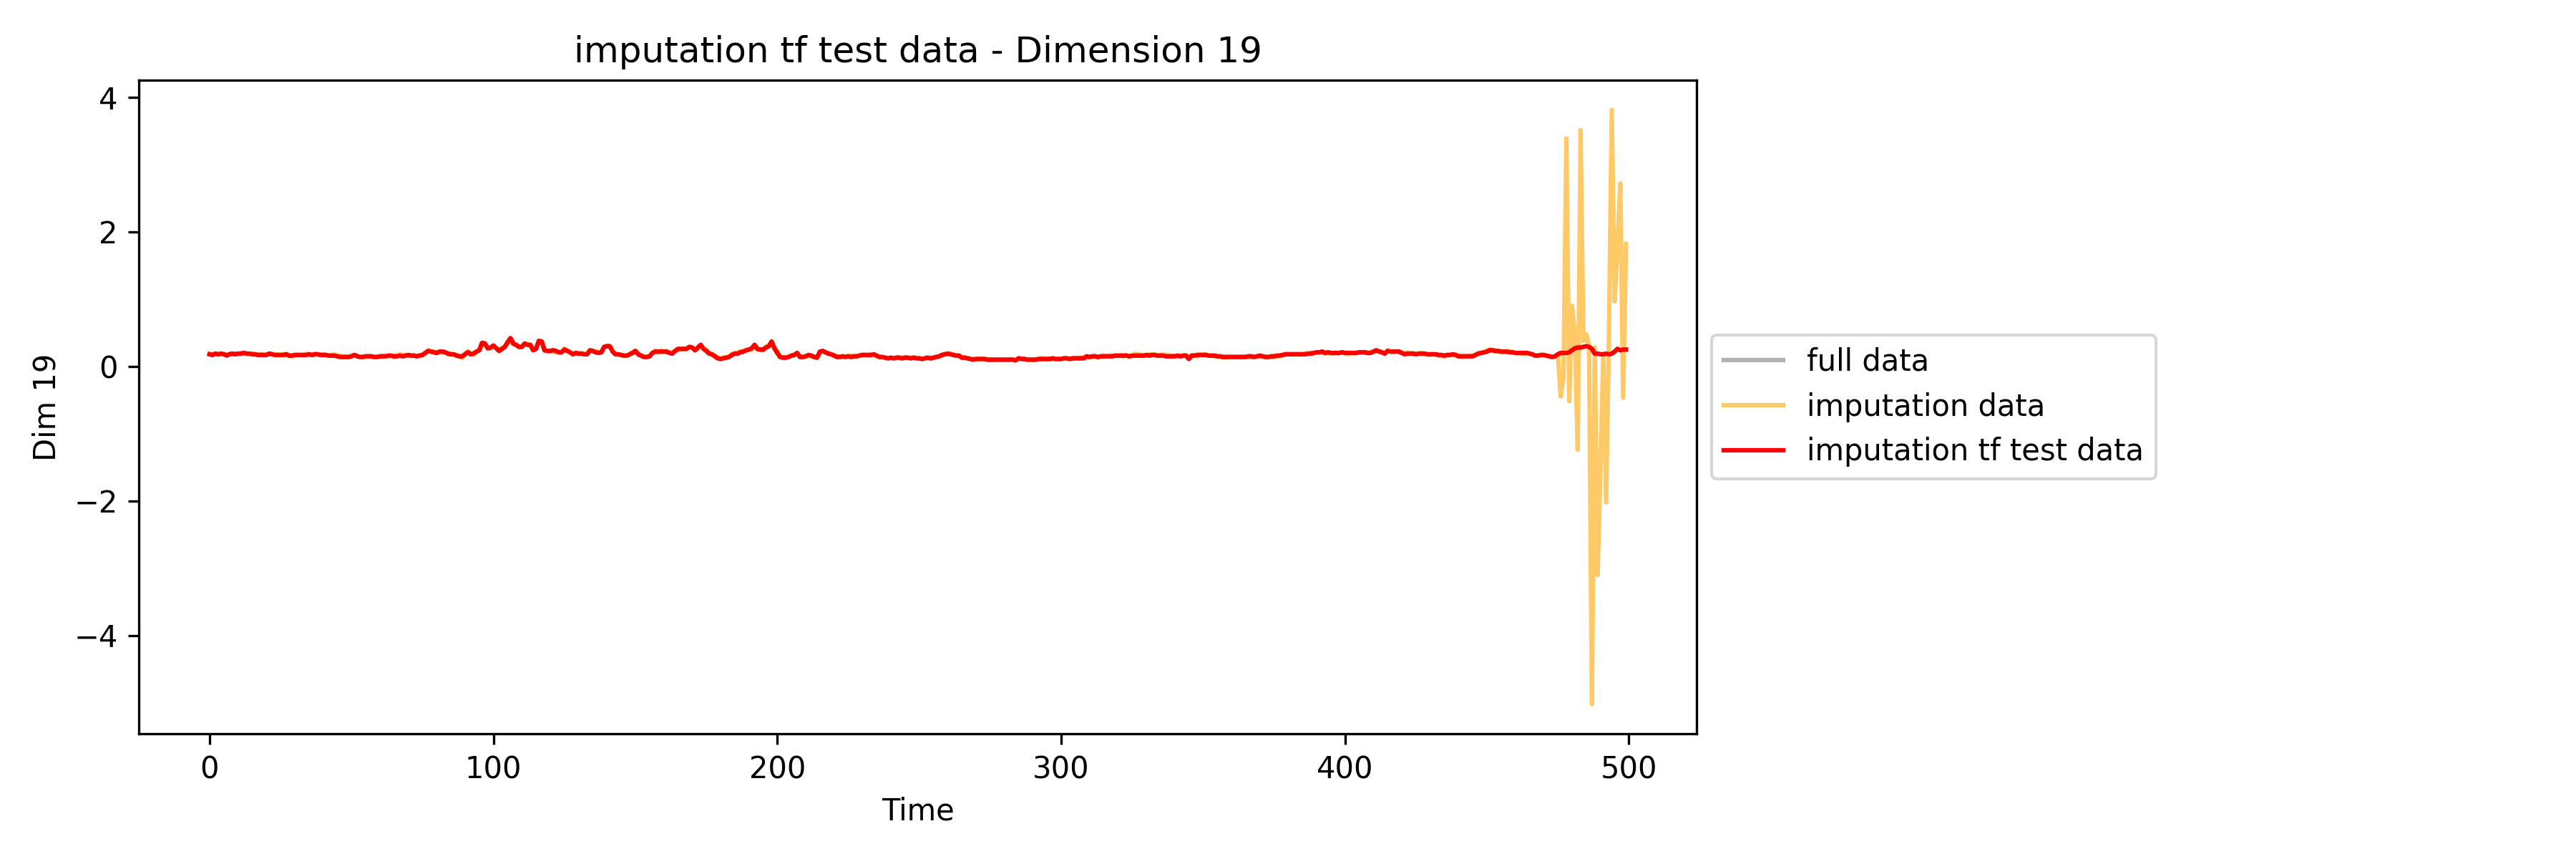 imputation tf test data - Dimension 19
4
2
0
−2
−4
Dim 19
0 100 200 300 400 500
Time
full data
imputation data
imputation tf test data